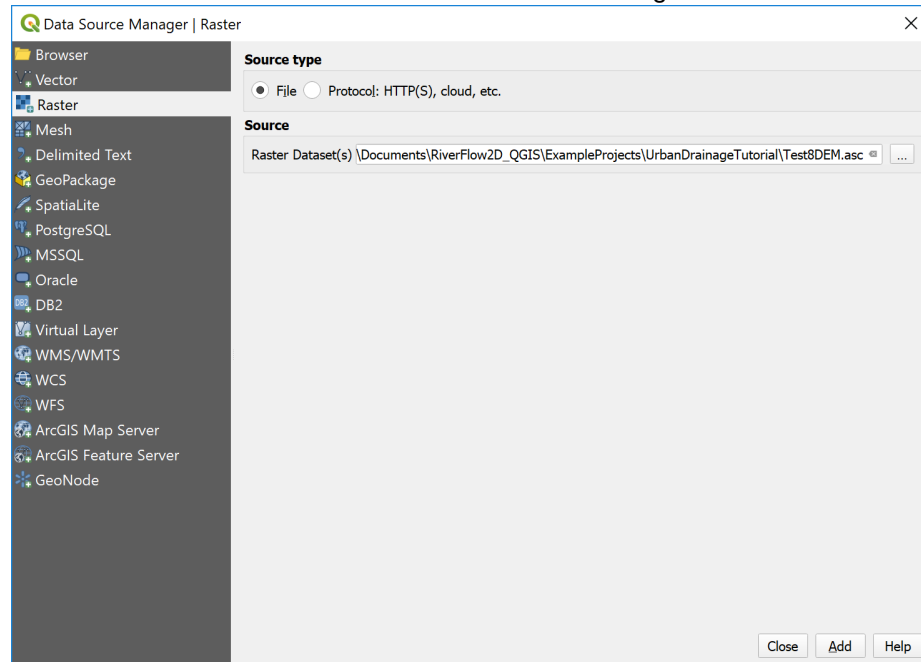 Data Source Manager | Raster
Browser
Vector
Raster
Mesh
Delimited Text
GeoPackage
SpatiaLite
PostgreSQL
MSSQL
Oracle
DB2
Virtual Layer
WMS/WMTS
WCS
WFS
ArcGIS Map Server
ArcGIS Feature Server
GeoNode
Source type
File Protocol: HTTP(S), cloud, etc.
Source
Raster Dataset(s) \Documents\RiverFlow2D_QGIS\ExampleProjects\UrbanDrainageTutorial\Test8DEM.asc ...
Close Add Help